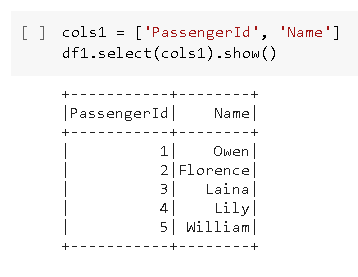 [ ] cols1 = ['PassengerId', 'Name']
df1.select(cols1).show()
+-----------+--------+
|PassengerId|    Name|
+-----------+--------+
|          1|    Owen|
|          2|Florence|
|          3|   Laina|
|          4|    Lily|
|          5| William|
+-----------+--------+